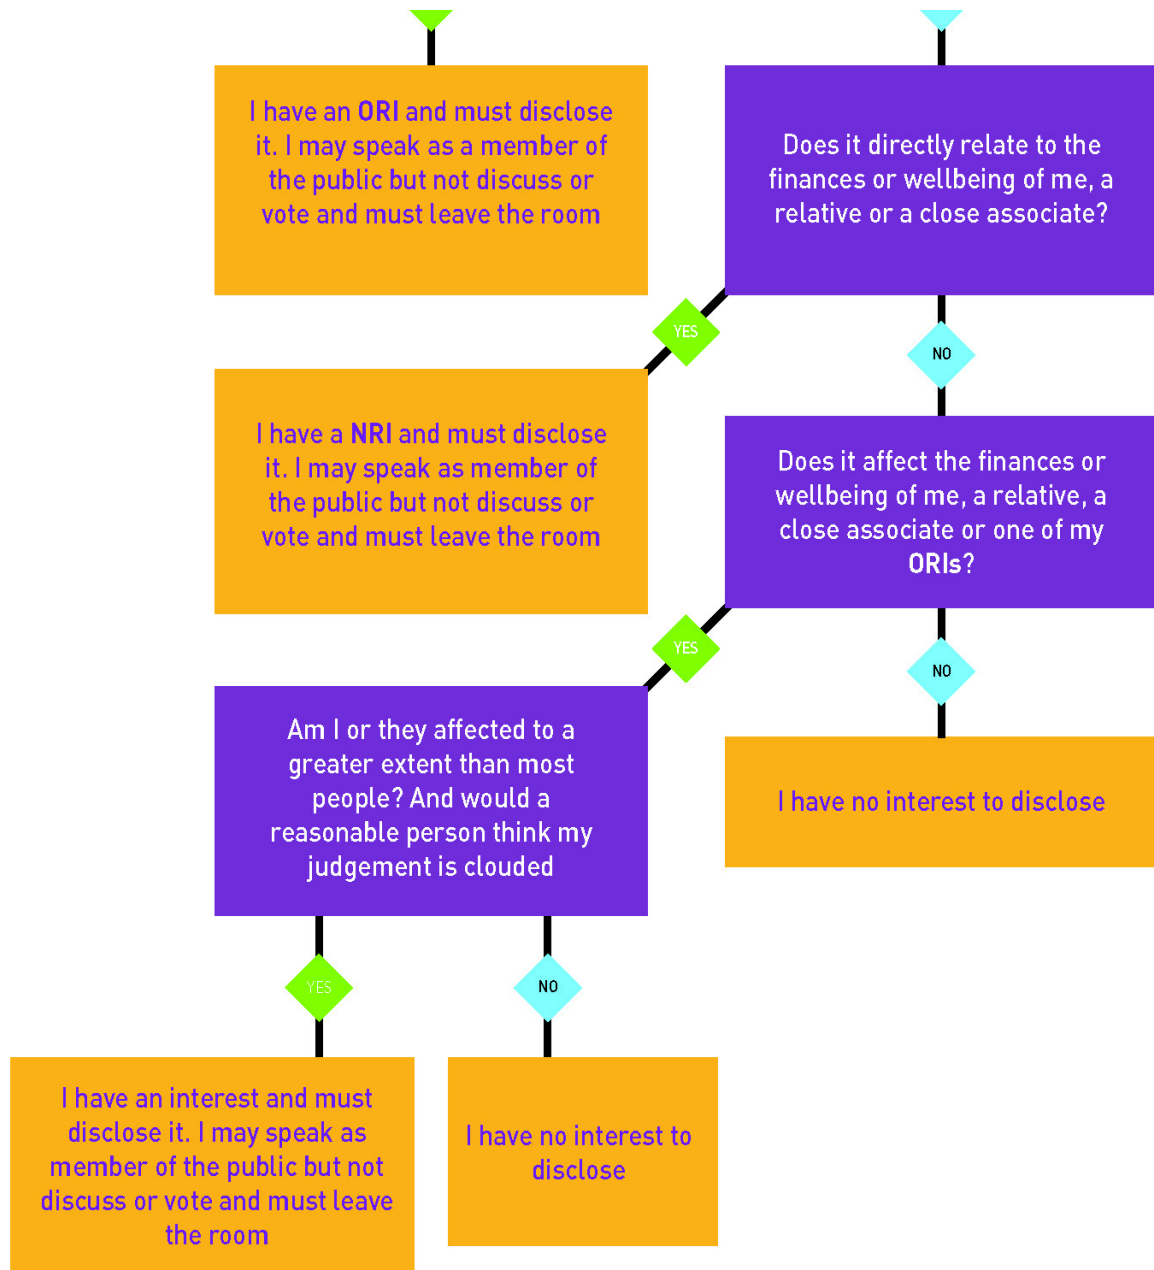 I have an ORI and must disclose
it. I may speak as a member of
the public but not discuss or
vote and must leave the room
Does it directly relate to the
finances or wellbeing of me, a
relative or a close associate?
YES
NO
I have a NRI and must disclose
it. I may speak as member of
the public but not discuss or
vote and must leave the room
Does it affect the finances or
wellbeing of me, a relative, a
close associate or one of my
ORIs?
YES
NO
Am I or they affected to a
greater extent than most
people? And would a
reasonable person think my
judgement is clouded
I have no interest to disclose
YES
NO
I have an interest and must
disclose it. I may speak as
member of the public but not
discuss or vote and must leave
the room
I have no interest to
disclose